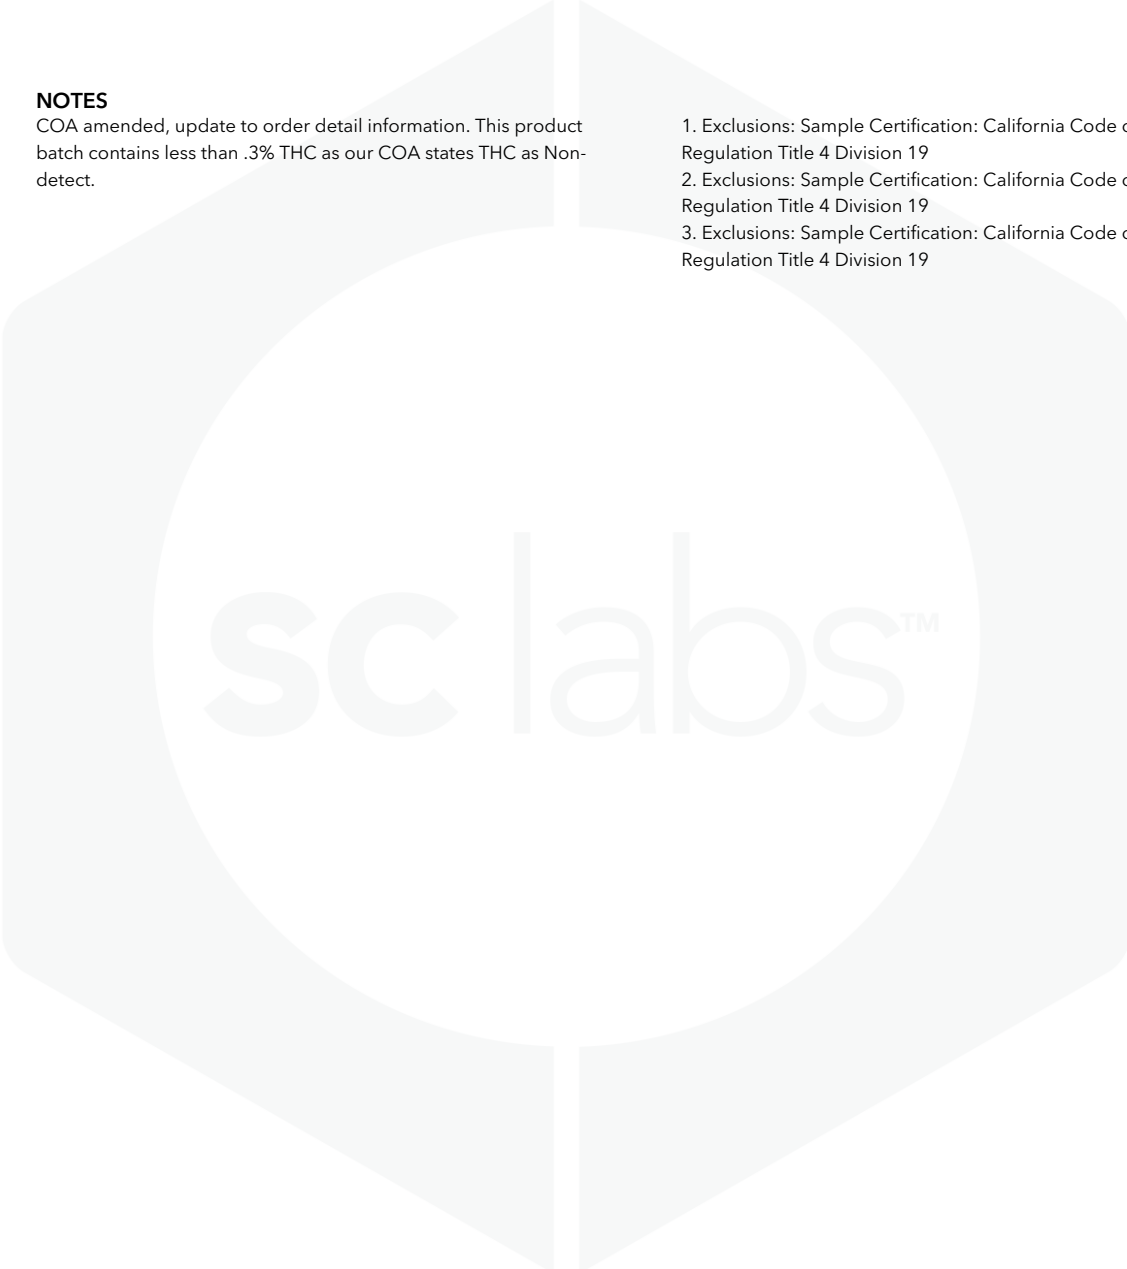 NOTES
COA amended, update to order detail information. This product
batch contains less than .3% THC as our COA states THC as Non-
detect.
1. Exclusions: Sample Certification: California Code
Regulation Title 4 Division 19
2. Exclusions: Sample Certification: California Code
Regulation Title 4 Division 19
3. Exclusions: Sample Certification: California Code
Regulation Title 4 Division 19
sc labs™